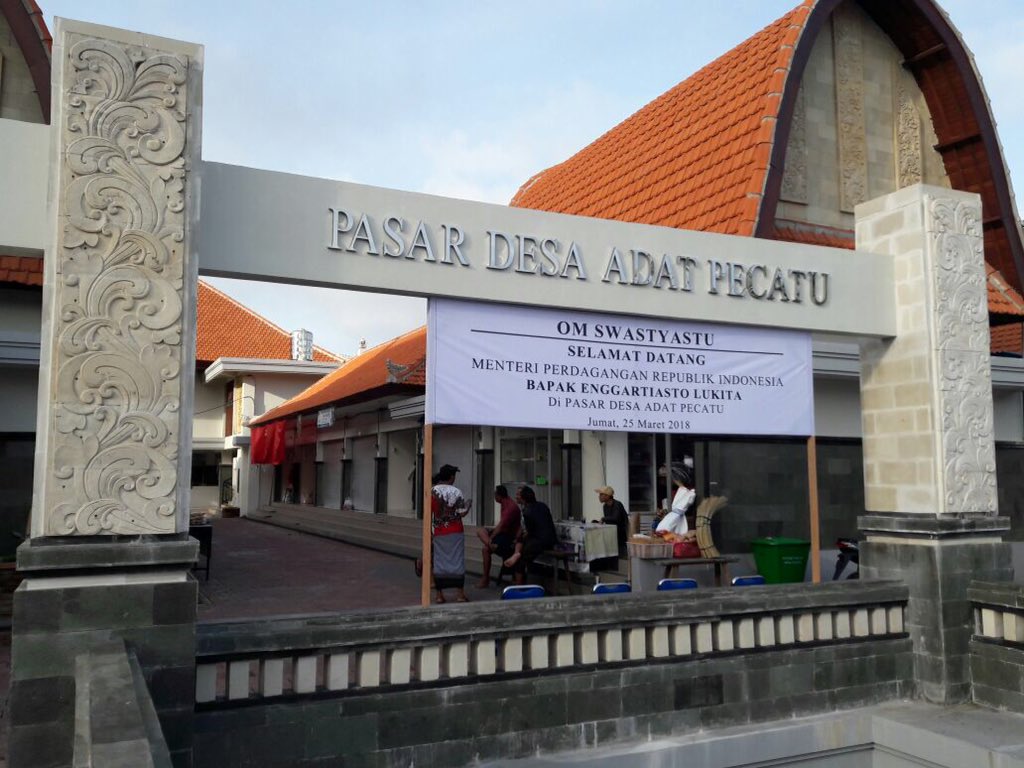 PASAR DESA ADAT PECATU
OM SWASTYASTU
SELAMAT DATANG
MENTERI PERDAGANGAN REPUBLIK INDONESIA
BAPAK ENGGARTIASTO LUKITA
Di PASAR DESA ADAT PECATU
Jumat, 25 Maret 2018